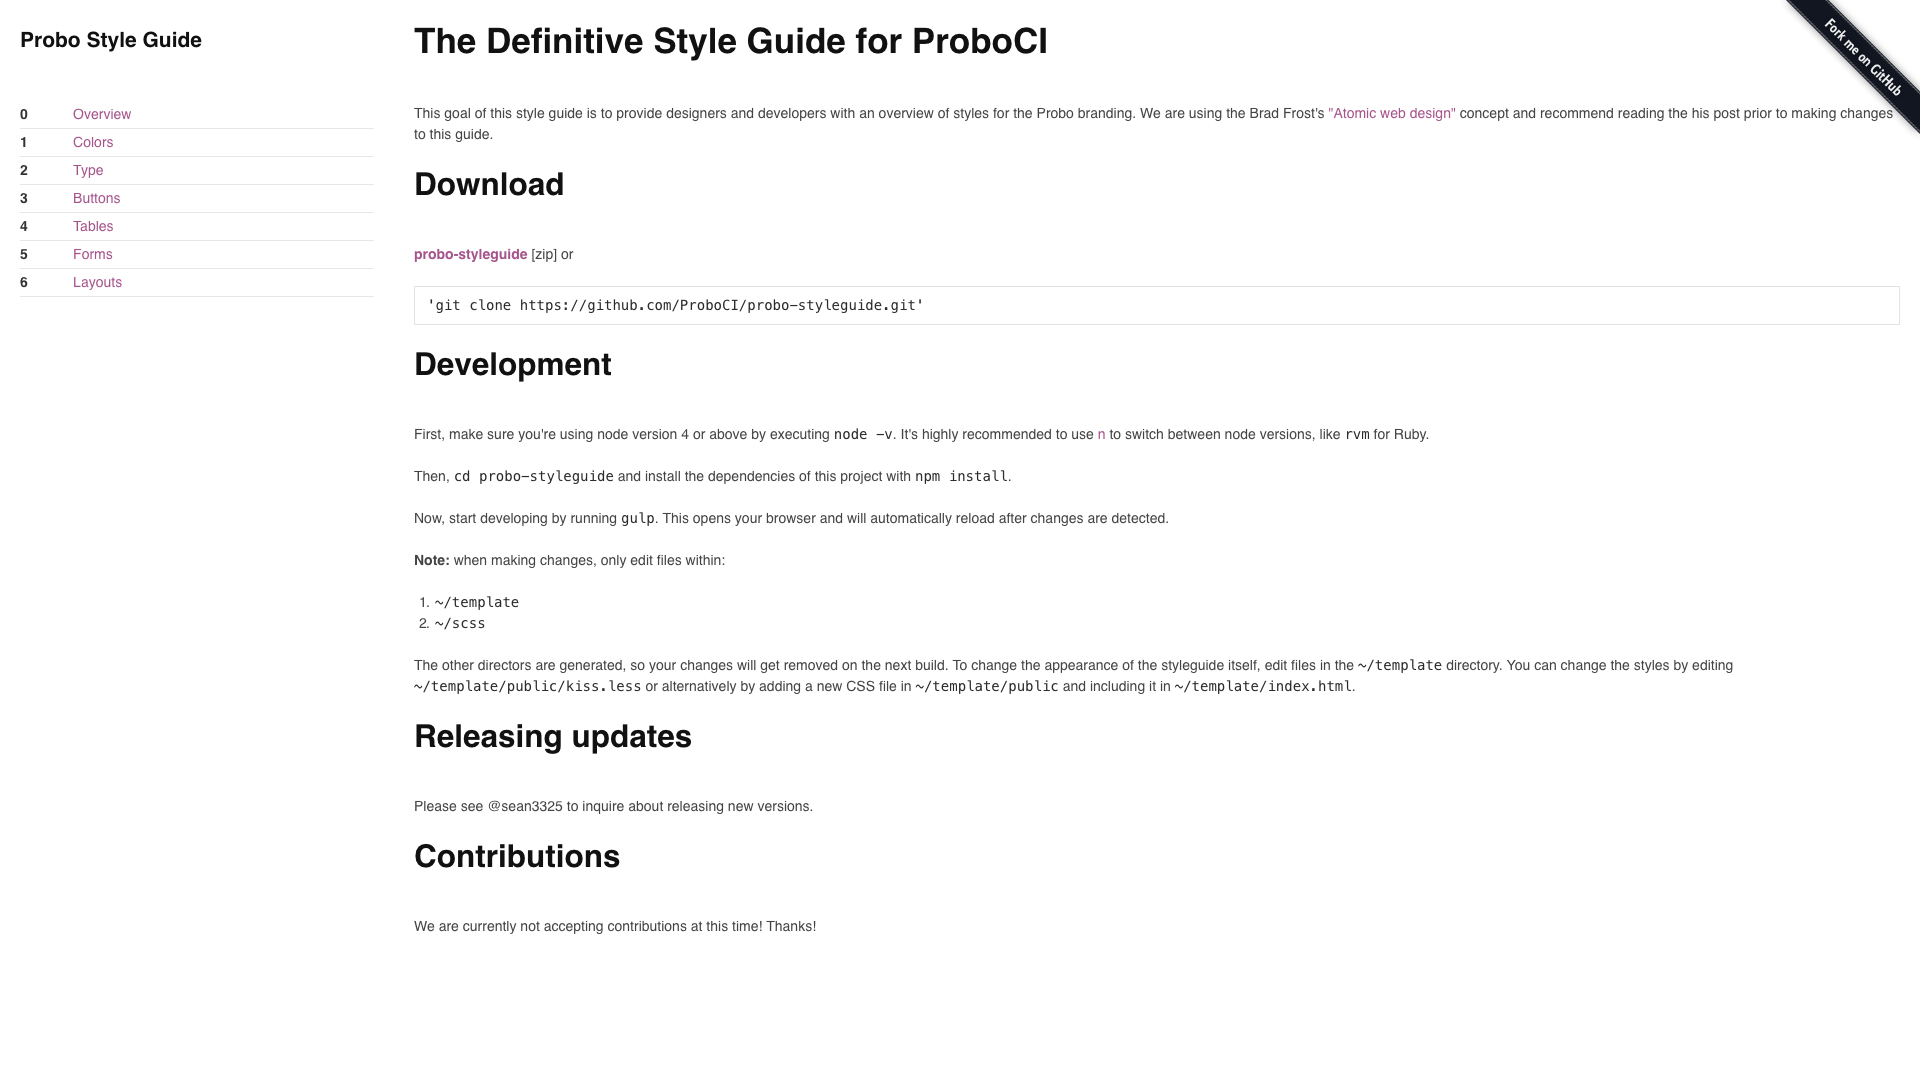 Probo Style Guide
0 Overview
1 Colors
2 Type
3 Buttons
4 Tables
5 Forms
6 Layouts
The Definitive Style Guide for ProboCI
Fork me on GitHub
This goal of this style guide is to provide designers and developers with an overview of styles for the Probo branding. We are using the Brad Frost's "Atomic web design" concept and recommend reading the his post prior to making changes
to this guide.
Download
probo-styleguide [zip] or
'git clone https://github.com/ProboCI/probo-styleguide.git'
Development
First, make sure you're using node version 4 or above by executing node -v. It's highly recommended to use n to switch between node versions, like rvm for Ruby.
Then, cd probo-styleguide and install the dependencies of this project with npm install.
Now, start developing by running gulp. This opens your browser and will automatically reload after changes are detected.
Note: when making changes, only edit files within:
1. ~/template
2. ~/scss
The other directors are generated, so your changes will get removed on the next build. To change the appearance of the styleguide itself, edit files in the ~/template directory. You can change the styles by editing
~/template/public/kiss.less or alternatively by adding a new CSS file in ~/template/public and including it in ~/template/index.html.
Releasing updates
Please see @sean3325 to inquire about releasing new versions.
Contributions
We are currently not accepting contributions at this time! Thanks!